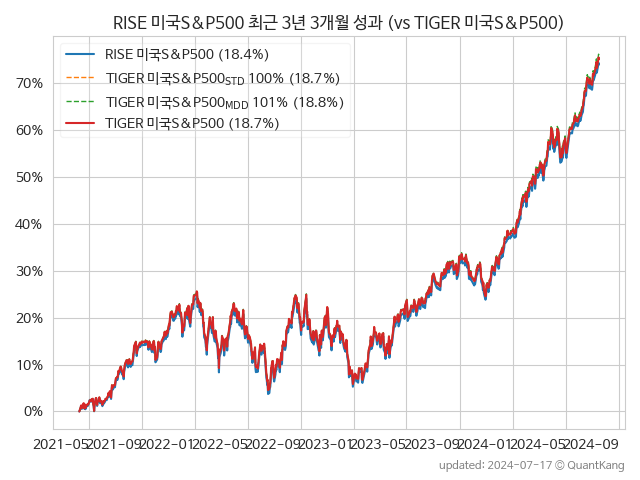 RISE 미국S&P500 최근 3년 3개월 성과 (vs TIGER 미국S&P500)
RISE 미국S&P500 (18.4%)
TIGER 미국S&P500STD 100% (18.7%)
TIGER 미국S&P500MDD 101% (18.8%)
TIGER 미국S&P500 (18.7%)
70%
60%
50%
40%
30%
20%
10%
0%
2021-05 2021-09 2022-01 2022-05 2022-09 2023-01 2023-05 2023-09 2024-01 2024-05 2024-09
updated: 2024-07-17 © QuantKang